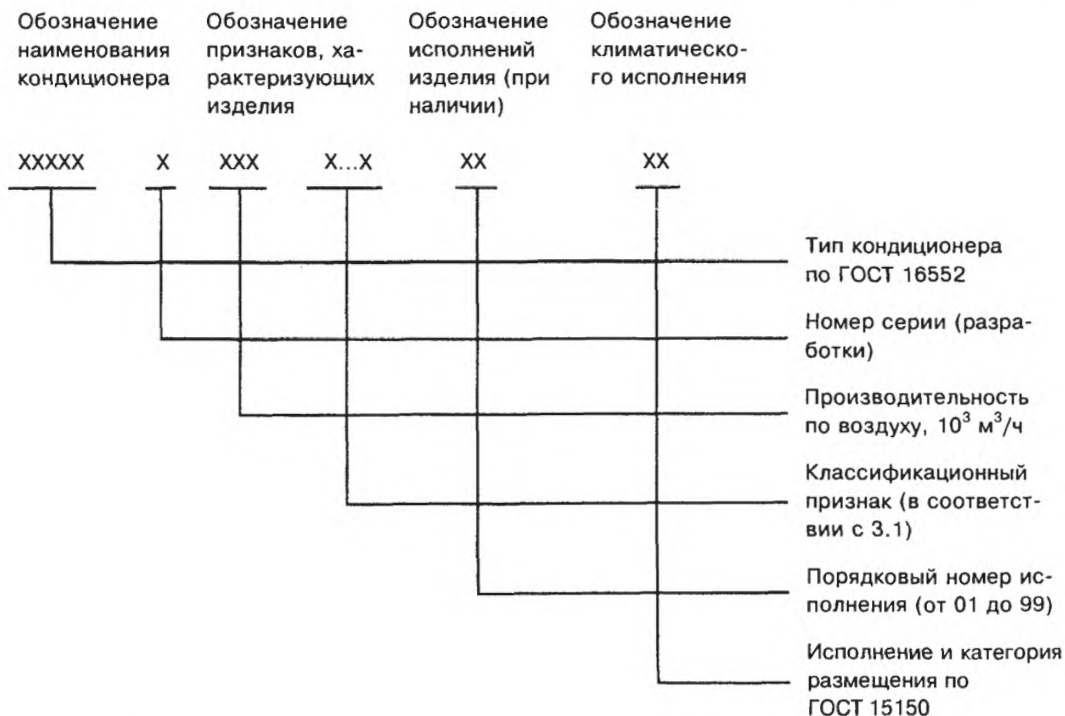 Обозначение
наименования
кондиционера
Обозначение
признаков, ха-
рактеризующих
изделия
Обозначение
исполнений
изделия (при
наличии)
Обозначение
климатическо-
го исполнения
XXXXX X XXX X...X XX XX
Тип кондиционера
по ГОСТ 16552
Номер серии (разра-
ботки)
Производительность
по воздуху, 10³ м³/ч
Классификационный
признак (в соответст-
вии с 3.1)
Порядковый номер ис-
полнения (от 01 до 99)
Исполнение и категория
размещения по
ГОСТ 15150